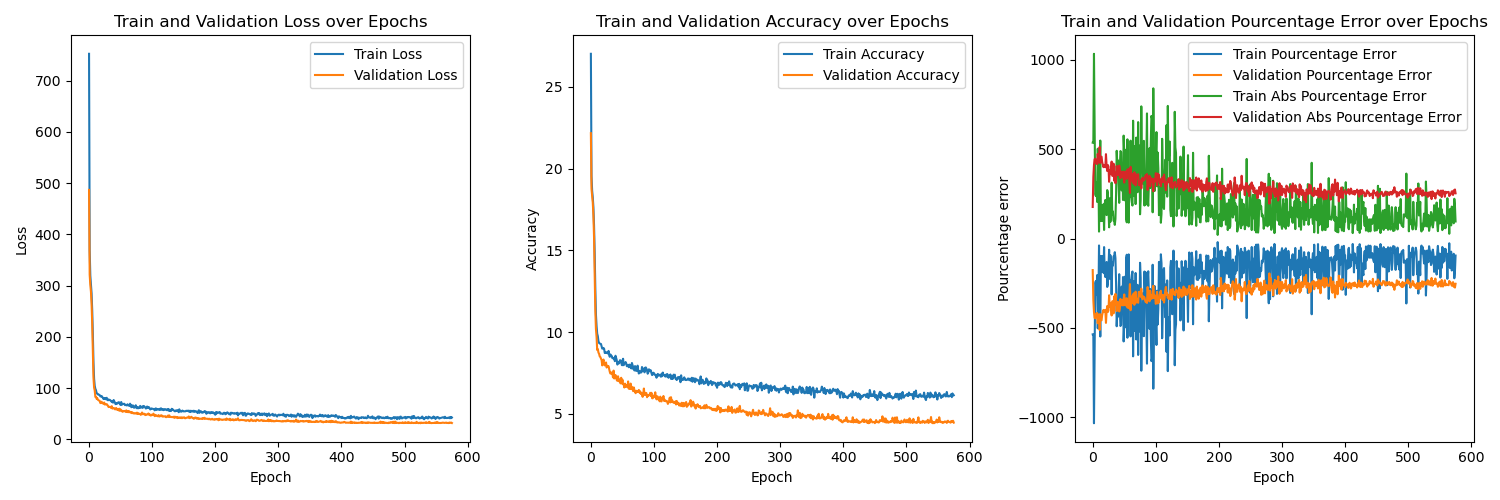 Train and Validation Loss over Epochs
Train Loss
Validation Loss
Loss
700
600
500
400
300
200
100
0
0 100 200 300 400 500 600
Epoch
Train and Validation Accuracy over Epochs
Train Accuracy
Validation Accuracy
Accuracy
25
20
15
10
5
0 100 200 300 400 500 600
Epoch
Train and Validation Pourcentage Error over Epochs
Train Pourcentage Error
Validation Pourcentage Error
Train Abs Pourcentage Error
Validation Abs Pourcentage Error
Pourcentage error
1000
500
0
−500
−1000
0 100 200 300 400 500 600
Epoch